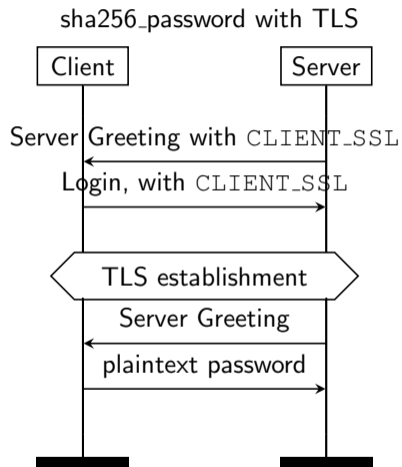 sha256_password with TLS
Client
Server
Server Greeting with CLIENT_SSL
Login, with CLIENT_SSL
TLS establishment
Server Greeting
plaintext password